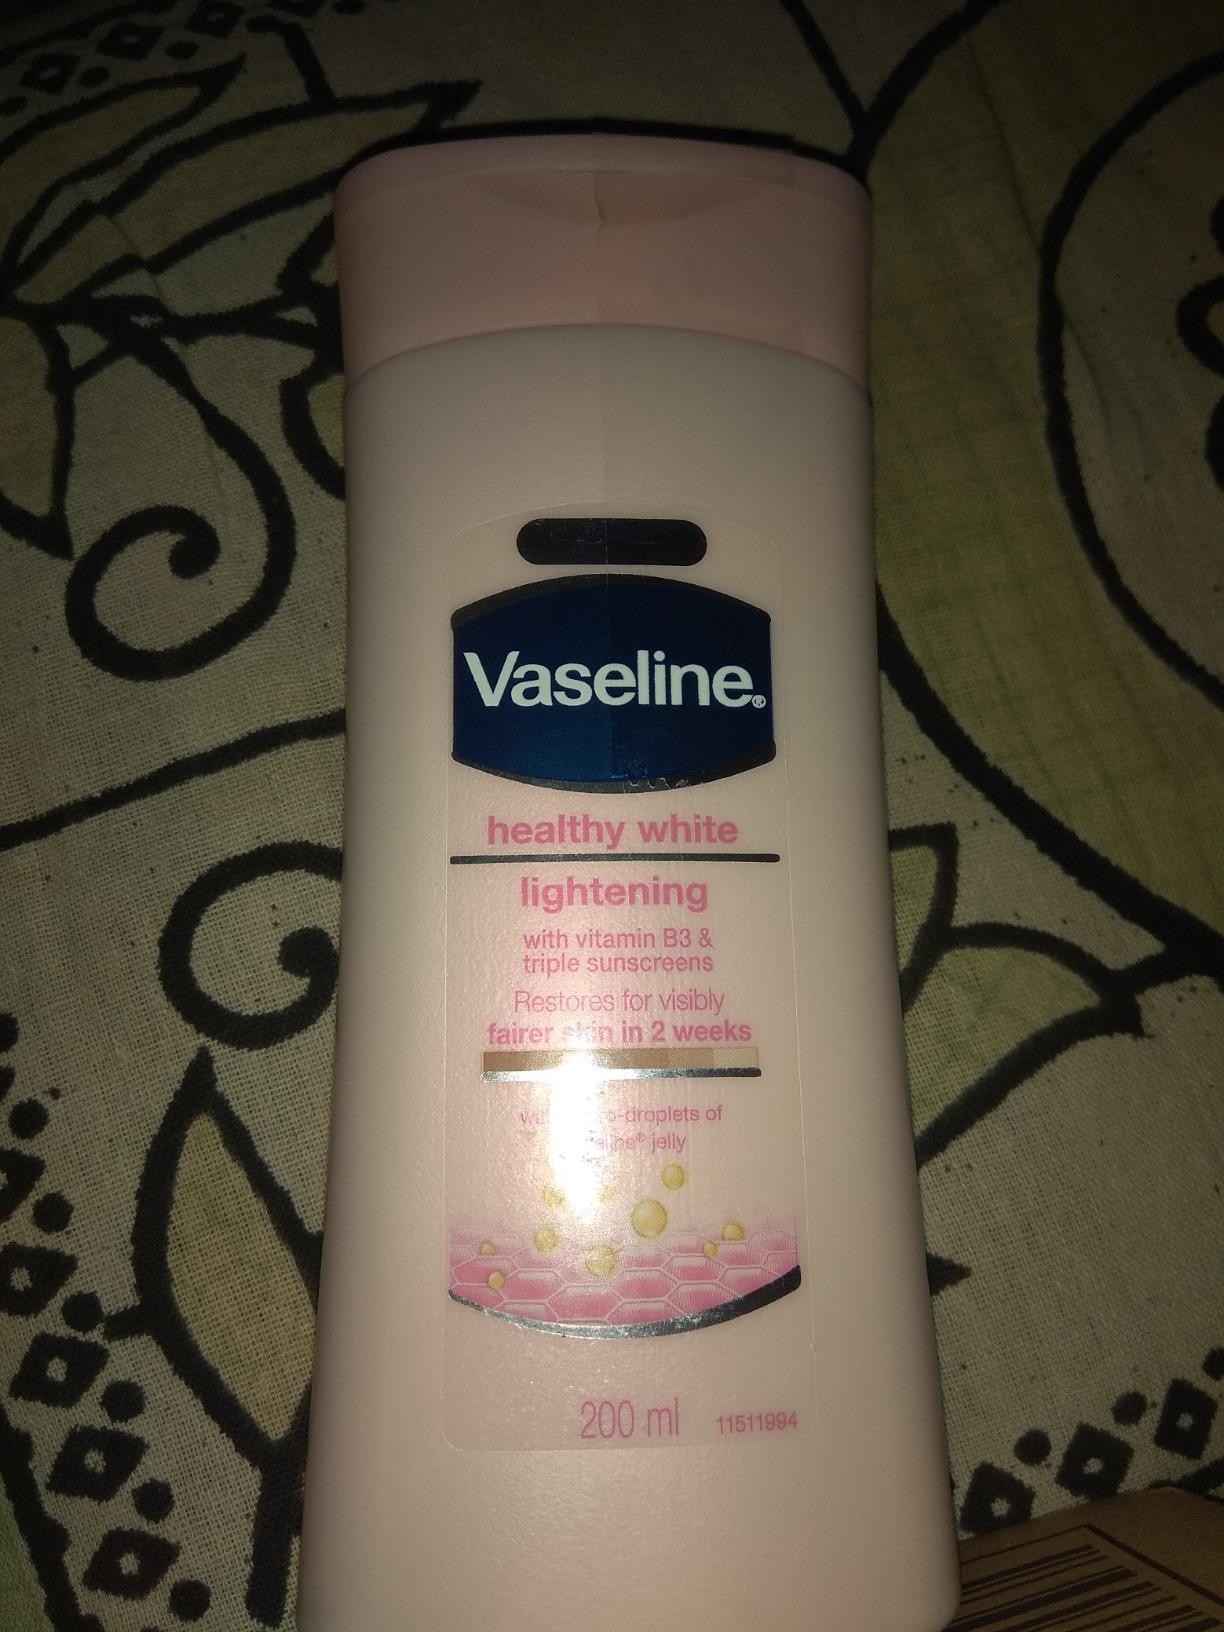 Vaseline®
healthy white
lightening
with vitamin B3 &
triple sunscreens
Restores for visibly
fairer skin in 2 weeks
-droplets of
jelly
200 ml 11511994